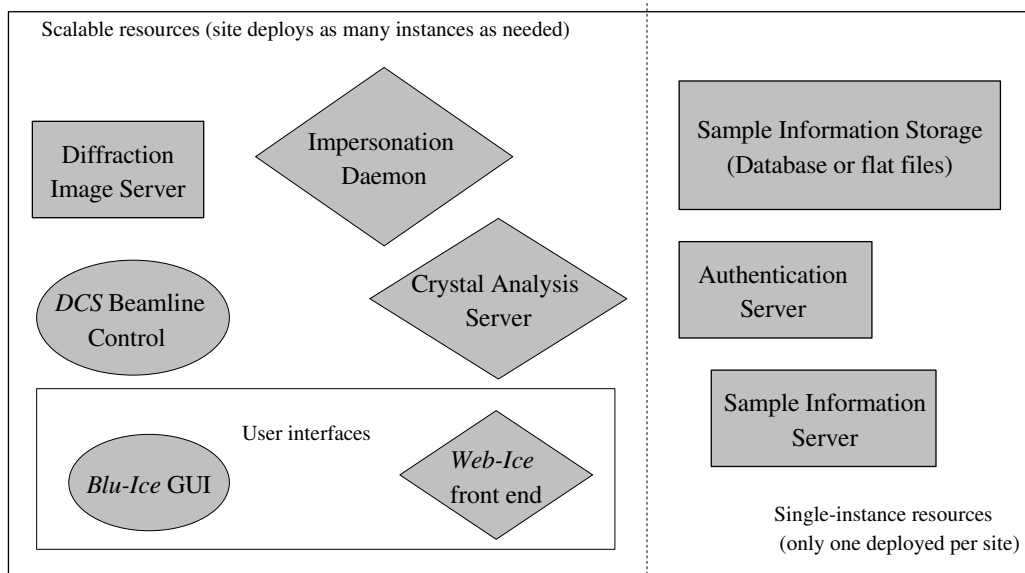 Scalable resources (site deploys as many instances as needed)
Diffraction
Image Server
Impersonation
Daemon
DCS Beamline
Control
Crystal Analysis
Server
User interfaces
Blu-Ice GUI
Web-Ice
front end
Sample Information Storage
(Database or flat files)
Authentication
Server
Sample Information
Server
Single-instance resources
(only one deployed per site)